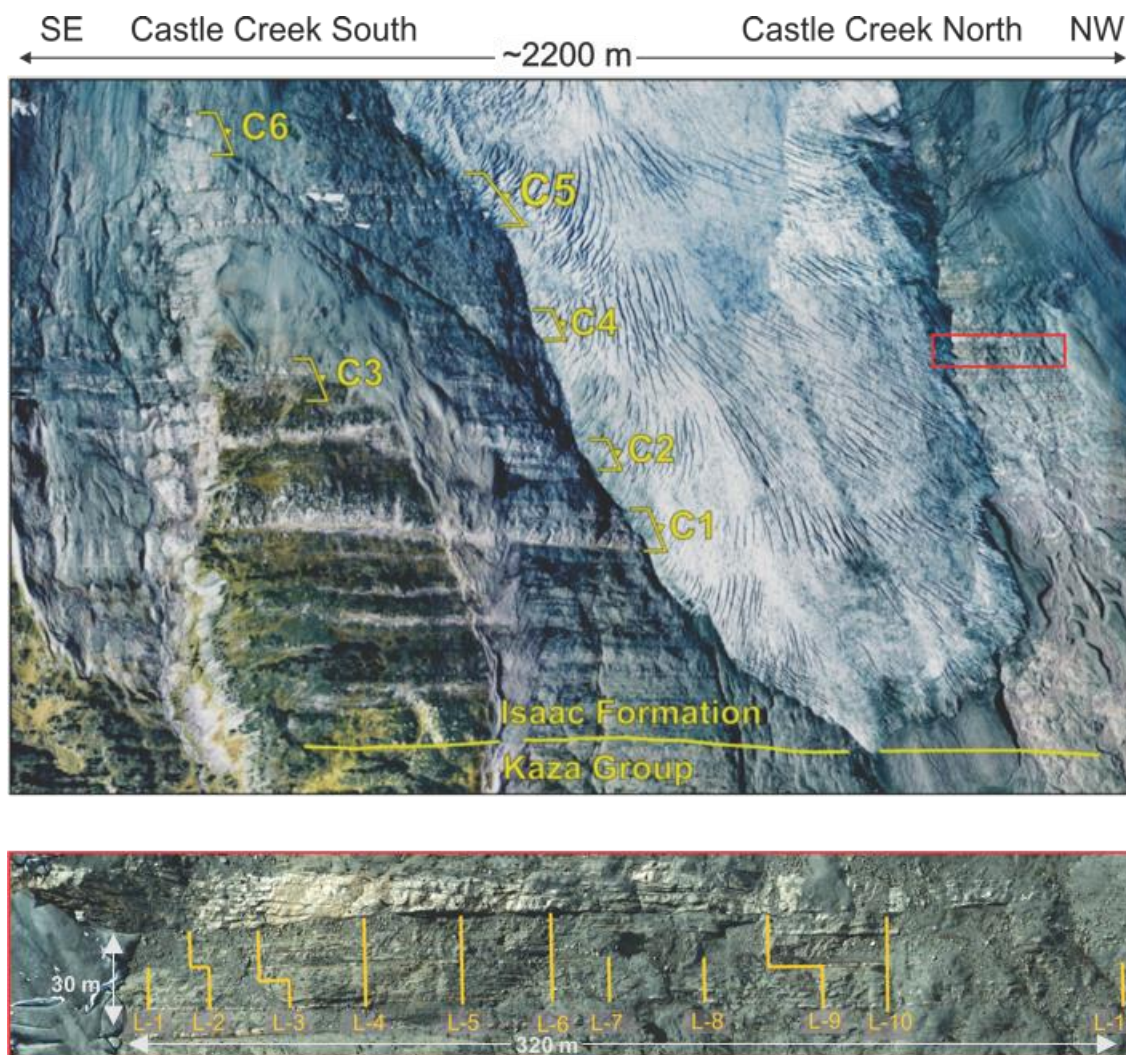 SE Castle Creek South Castle Creek North NW
~2200 m
C6
C5
C4
C3
C2
C1
Isaac Formation
Kaza Group
30 m
L-1 L-2 L-3 L-4 L-5 L-6 L-7 L-8 L-9 L-10
320 m